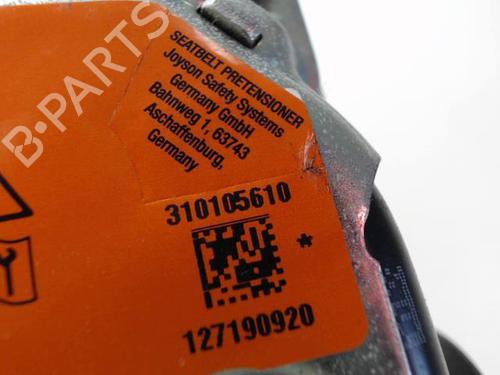 SEATBELT PRETENSIONER
Joyson Safety Systems
Germany GmbH
Bahnweg 1, 63743
Aschaffenburg,
Germany
310105610
*
127190920
B-PARTS